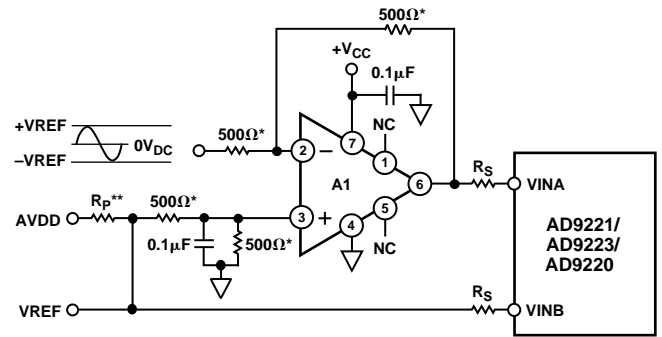 500Ω*
+VCC
0.1µF
+VREF
0VDC
–VREF
500Ω*
NC
2
–
7
1
A1
6
RS
VINA
AVDD
RP**
500Ω*
3
+
4
5
0.1µF
500Ω*
NC
AD9221/
AD9223/
AD9220
VREF
RS
VINB